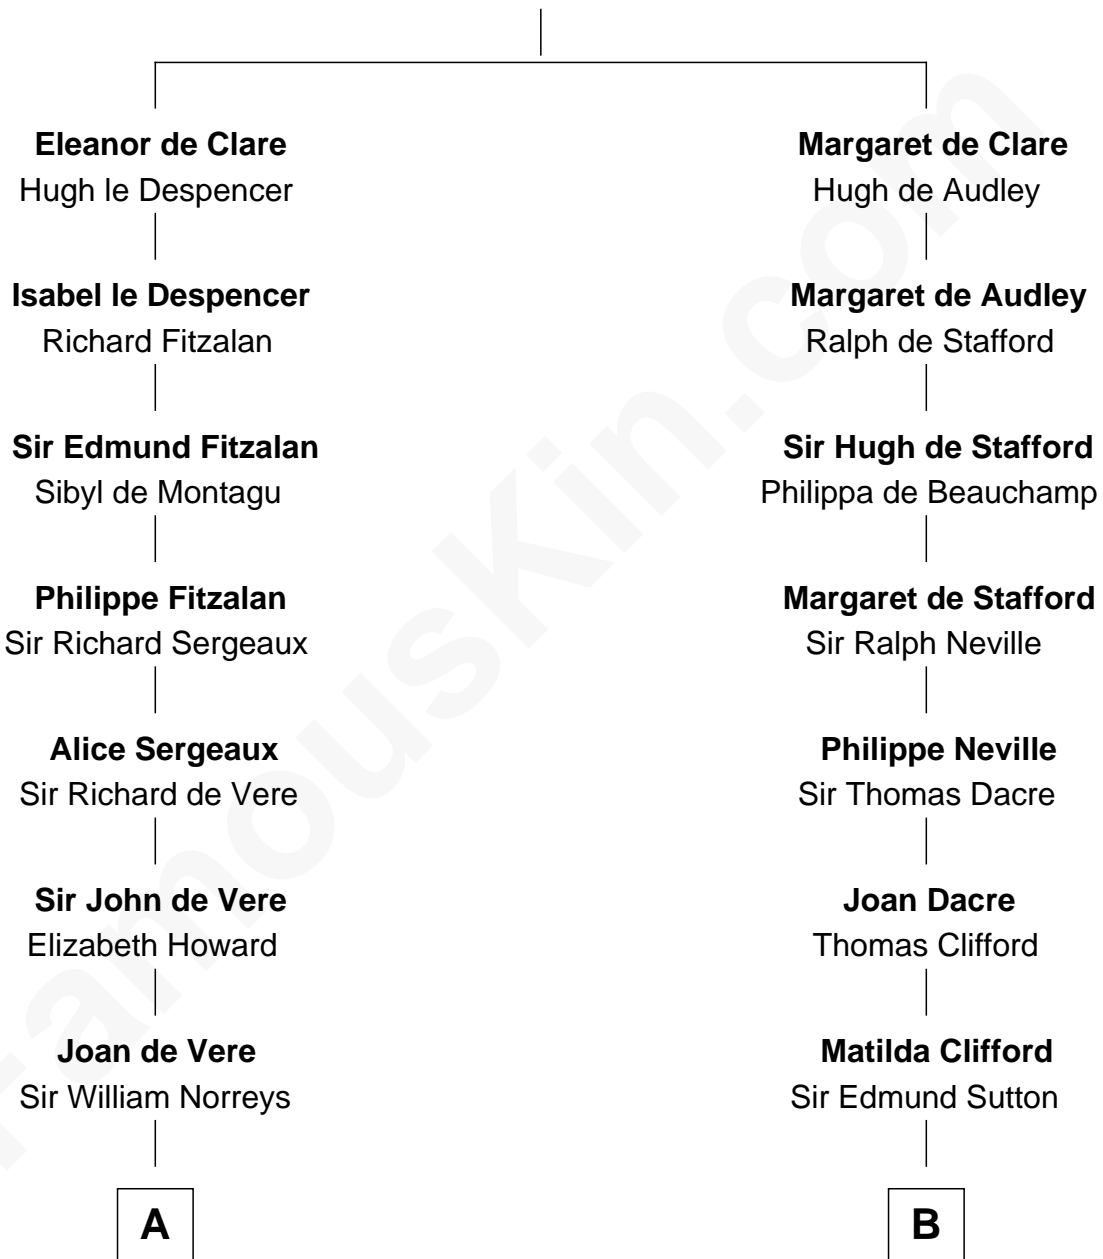 Eleanor de Clare
Hugh le Despencer
Margaret de Clare
Hugh de Audley
Isabel le Despencer
Richard Fitzalan
Margaret de Audley
Ralph de Stafford
Sir Edmund Fitzalan
Sibyl de Montagu
Sir Hugh de Stafford
Philippa de Beauchamp
Philippe Fitzalan
Sir Richard Sergeaux
Margaret de Stafford
Sir Ralph Neville
Alice Sergeaux
Sir Richard de Vere
Philippe Neville
Sir Thomas Dacre
Sir John de Vere
Elizabeth Howard
Joan Dacre
Thomas Clifford
Joan de Vere
Sir William Norreys
Matilda Clifford
Sir Edmund Sutton
A
B
FamousKin.com